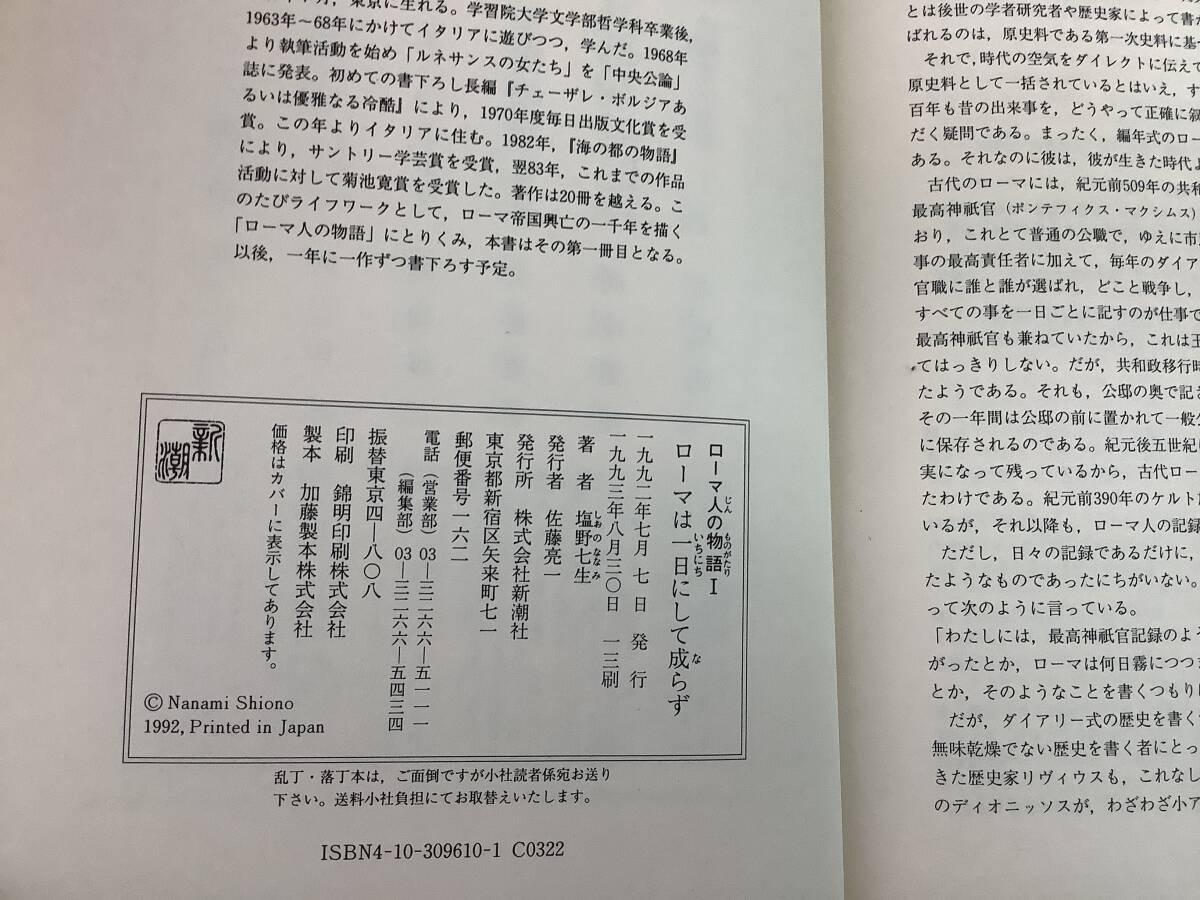 東京に生れる。学習院大学文学部哲学科卒業後,
1963年～68年にかけてイタリアに遊びつつ, 学んだ。1968年
より執筆活動を始め「ルネサンスの女たち」を「中央公論」
誌に発表。初めての書下ろし長編『チェーザレ・ボルジアあ
るいは優雅なる冷酷』により, 1970年度毎日出版文化賞を受
賞。この年よりイタリアに住む。1982年,『海の都の物語』
により, サントリー学芸賞を受賞, 翌83年, これまでの作品
活動に対して菊池寛賞を受賞した。著作は20冊を越える。こ
のたびライフワークとして, ローマ帝国興亡の一千年を描く
「ローマ人の物語」にとりくみ, 本書はその第一冊目となる。
以後, 一年に一作ずつ書下ろす予定。
ローマ人の物語 I
じん ものがたり
ローマは一日にして成らず
いちにち な
一九九二年七月 七 日 発 行
一九九三年八月三〇日 一三刷
著 者 塩野七生
しおのななみ
発行者 佐藤亮一
発行所 株式会社新潮社
東京都新宿区矢来町七一
郵便番号一六二
電話(営業部)03―三二六六―五一一一
(編集部)03―三二六六―五四三四
振替東京四―八〇八
印刷 錦明印刷株式会社
製本 加藤製本株式会社
価格はカバーに表示してあります。
新潮
© Nanami Shiono
1992, Printed in Japan
乱丁・落丁本は, ご面倒ですが小社読者係宛お送り
下さい。送料小社負担にてお取替えいたします。
ISBN4-10-309610-1 C0322
とは後世の学者研究者や歴史家によって書か
ばれるのは, 原史料である第一次史料に基
それで, 時代の空気をダイレクトに伝えて
原史料として一括されているとはいえ, す
百年も昔の出来事を, どうやって正確に叙
だく疑問である。まったく, 編年式のロー
ある。それなのに彼は, 彼が生きた時代よ
古代のローマには, 紀元前509年の共和
最高神祇官 (ポンテフィクス・マクシムス)
おり, これとて普通の公職で, ゆえに市
事の最高責任者に加えて, 毎年のダイア
官職に誰と誰が選ばれ, どこと戦争し,
すべての事を一日ごとに記すのが仕事で
最高神祇官も兼ねていたから, これは王
てはっきりしない。だが, 共和政移行時
たようである。それも, 公邸の奥で記き
その一年間は公邸の前に置かれて一般公
に保存されるのである。紀元後五世紀
実になって残っているから, 古代ロー
たわけである。紀元前390年のケルト
いるが, それ以降も, ローマ人の記録
ただし, 日々の記録であるだけに,
たようなものであったにちがいない。
って次のように言っている。
「わたしには, 最高神祇官記録のよう
がったとか, ローマは何日霧につつま
とか, そのようなことを書くつもりは
だが, ダイアリー式の歴史を書く
無味乾燥でない歴史を書く者にとっ
きた歴史家リヴィウスも, これなし
のディオニッソスが, わざわざ小ア